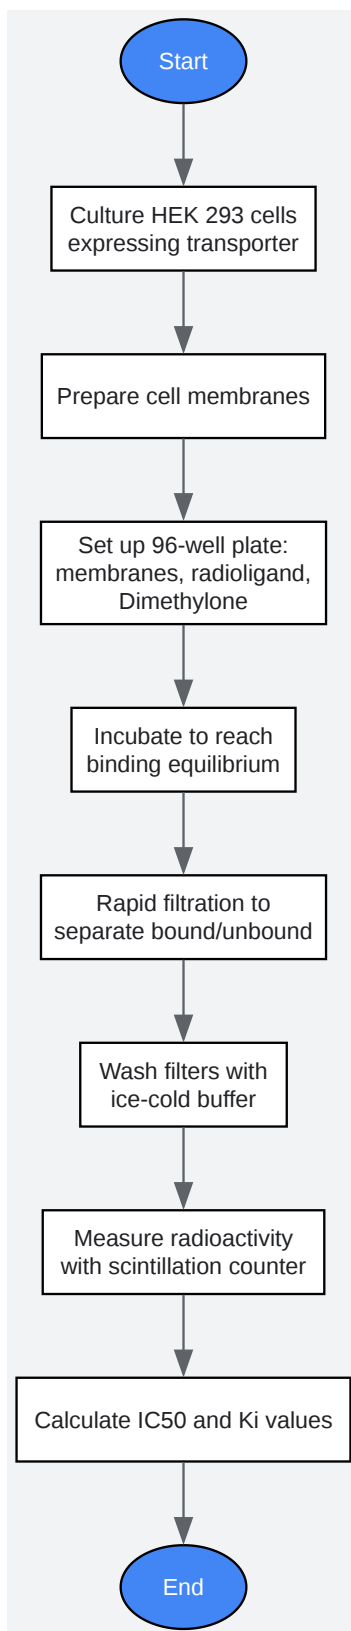 Start
Culture HEK 293 cells
expressing transporter
Prepare cell membranes
Set up 96-well plate:
membranes, radioligand,
Dimethylone
Incubate to reach
binding equilibrium
Rapid filtration to
separate bound/unbound
Wash filters with
ice-cold buffer
Measure radioactivity
with scintillation counter
Calculate IC50 and Ki values
End